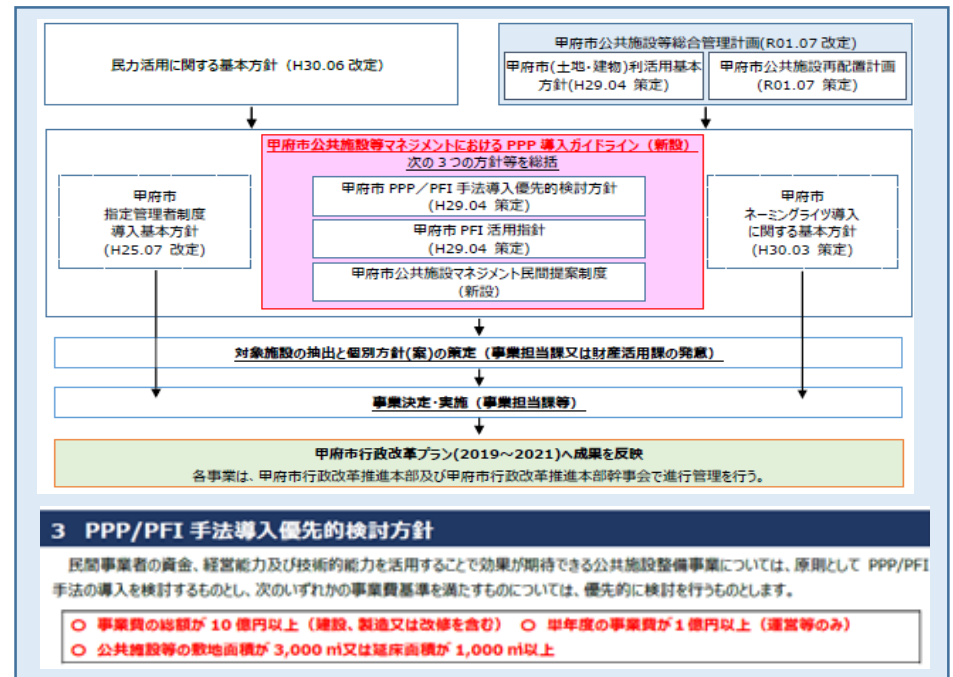 民力活用に関する基本方針（H30.06 改定）
甲府市公共施設等総合管理計画(R01.07 改定)
甲府市(土地・建物)利活用基本
方針(H29.04 策定)
甲府市公共施設再配置計画
(R01.07 策定)
甲府市公共施設等マネジメントにおける PPP 導入ガイドライン（新設）
次の３つの方針等を総括
甲府市 PPP／PFI 手法導入優先的検討方針
(H29.04 策定)
甲府市 PFI 活用指針
(H29.04 策定)
甲府市公共施設マネジメント民間提案制度
(新設)
甲府市
指定管理者制度
導入基本方針
(H25.07 改定)
甲府市
ネーミングライツ導入
に関する基本方針
(H30.03 策定)
対象施設の抽出と個別方針(案)の策定（事業担当課又は財産活用課の発意）
事業決定・実施（事業担当課等）
甲府市行政改革プラン(2019～2021)へ成果を反映
各事業は、甲府市行政改革推進本部及び甲府市行政改革推進本部幹事会で進行管理を行う。
3 PPP/PFI 手法導入優先的検討方針
民間事業者の資金、経営能力及び技術的能力を活用することで効果が期待できる公共施設整備事業については、原則として PPP/PFI
手法の導入を検討するものとし、次のいずれかの事業費基準を満たすものについては、優先的に検討を行うものとします。
○ 事業費の総額が 10 億円以上（建設、製造又は改修を含む） ○ 単年度の事業費が１億円以上（運営等のみ）
○ 公共施設等の敷地面積が 3,000 ㎡又は延床面積が 1,000 ㎡以上